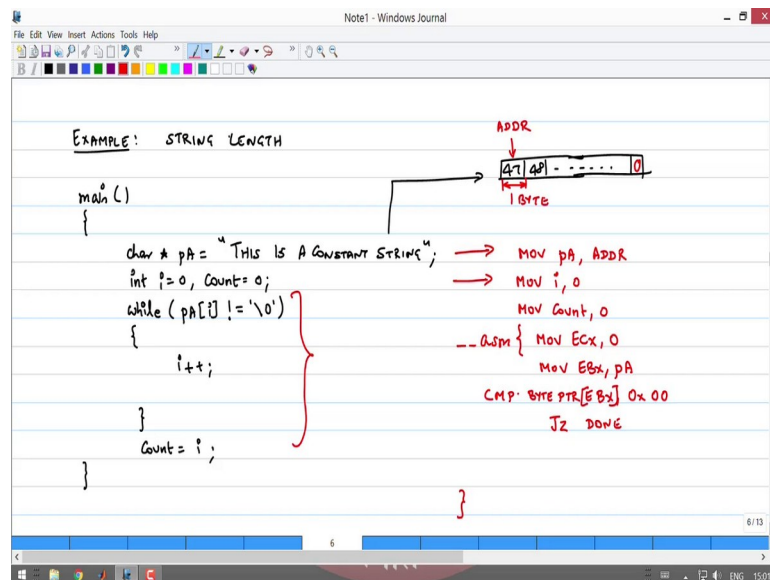 Note1 - Windows Journal
File Edit View Insert Actions Tools Help
B I
EXAMPLE: STRING LENGTH
ADDR
47 48 - - . . . . . 0
1 BYTE
main()
{
char * pA = "THIS IS A CONSTANT STRING"; → MOV pA, ADDR
int i=0, Count=0; → MOV i, 0
while (pA[i] != '\0') MOV Count, 0
{ __asm { MOV ECX, 0
i++; MOV EBX, pA
CMP. BYTE PTR[EBX] 0x00
} JZ DONE
Count = i;
}
}
6/13
6
ENG 15:01